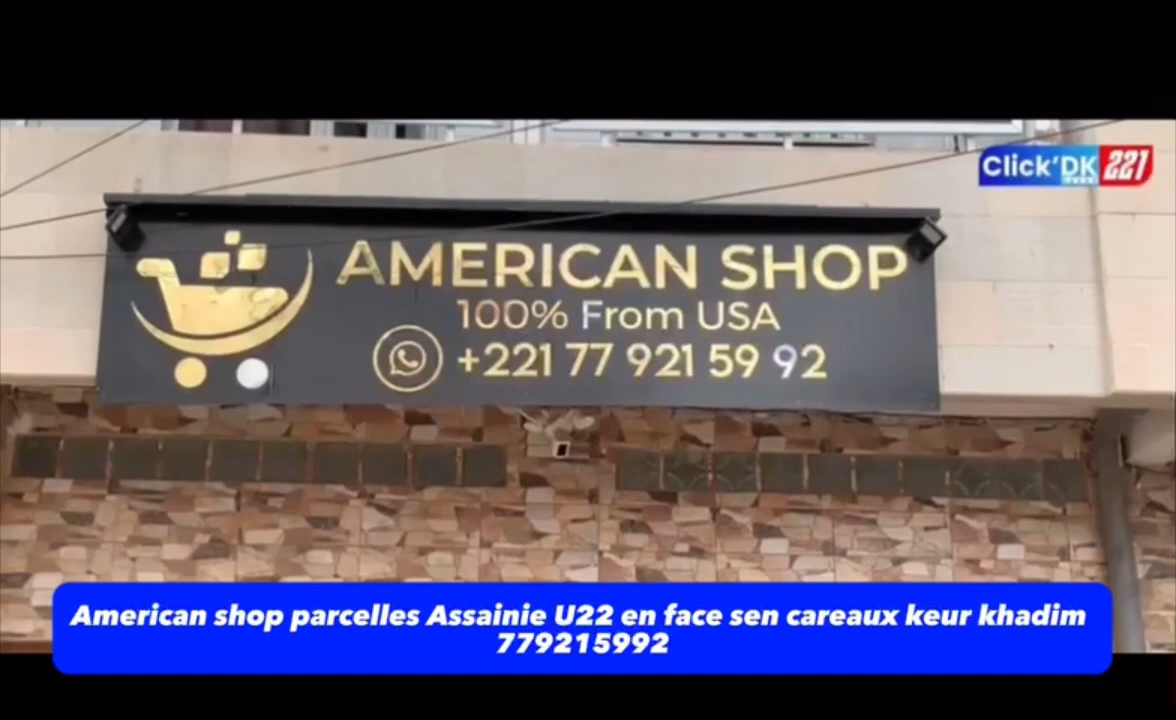 Click'DK 221
AMERICAN SHOP
100% From USA
+221 77 921 59 92
American shop parcelles Assainie U22 en face sen careaux keur khadim
779215992